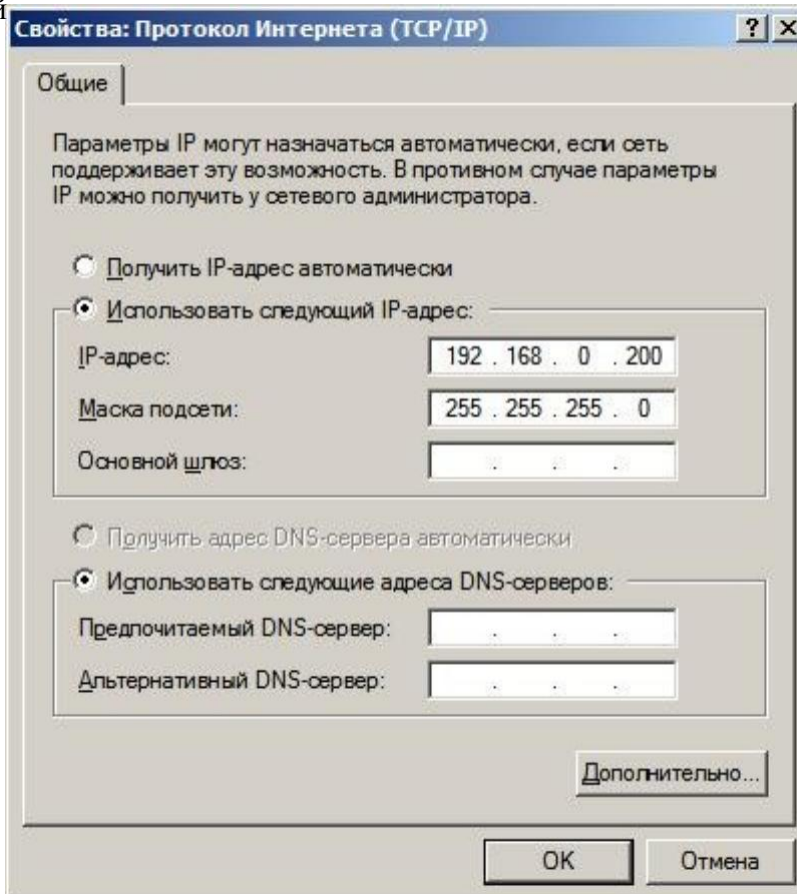 й
Свойства: Протокол Интернета (TCP/IP)
Общие
Параметры IP могут назначаться автоматически, если сеть
поддерживает эту возможность. В противном случае параметры
IP можно получить у сетевого администратора.
Получить IP-адрес автоматически
Использовать следующий IP-адрес:
IP-адрес: 192 . 168 . 0 . 200
Маска подсети: 255 . 255 . 255 . 0
Основной шлюз: . . .
Получить адрес DNS-сервера автоматически
Использовать следующие адреса DNS-серверов:
Предпочитаемый DNS-сервер: . . .
Альтернативный DNS-сервер: . . .
Дополнительно...
OK Отмена